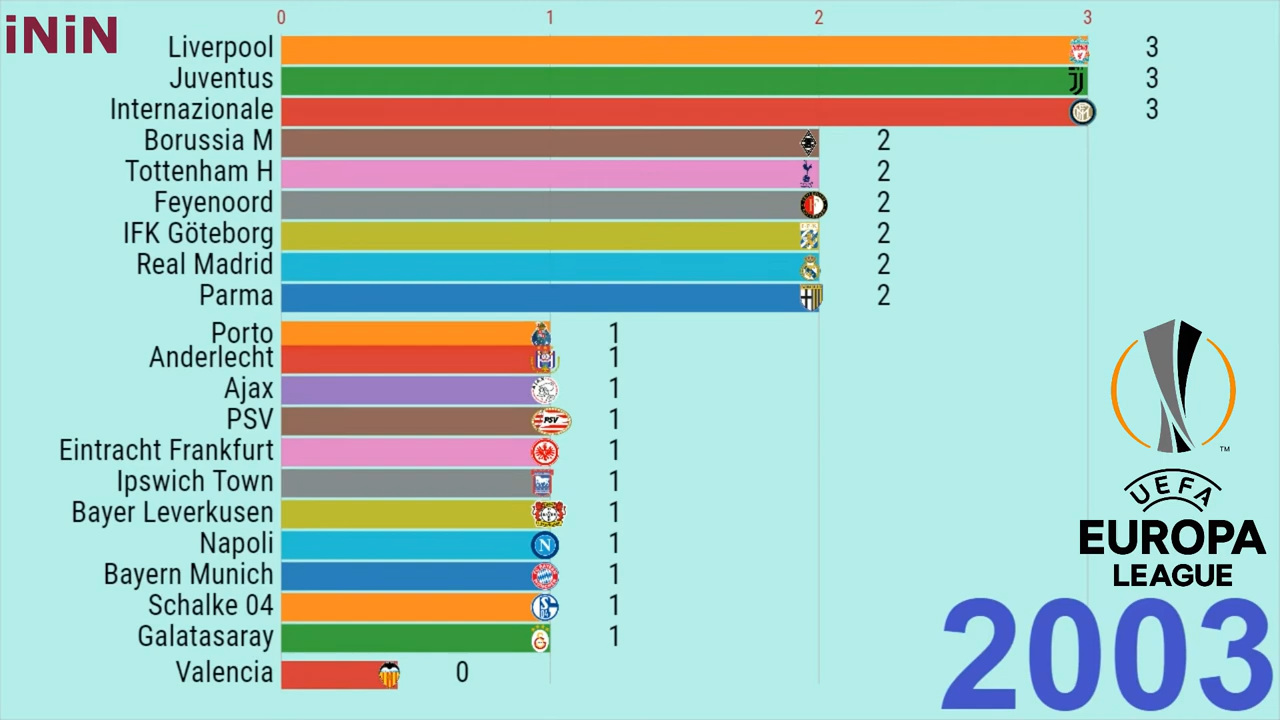 iNiN
0 1 2 3
Liverpool 3
Juventus 3
Internazionale 3
Borussia M 2
Tottenham H 2
Feyenoord 2
IFK Göteborg 2
Real Madrid 2
Parma 2
Porto 1
Anderlecht 1
Ajax 1
PSV PSV 1
Eintracht Frankfurt 1
Ipswich Town 1
Bayer Leverkusen 1
Napoli N 1
Bayern Munich 1
Schalke 04 1
Galatasaray 1
Valencia 0
TM
UEFA
EUROPA
LEAGUE
2003